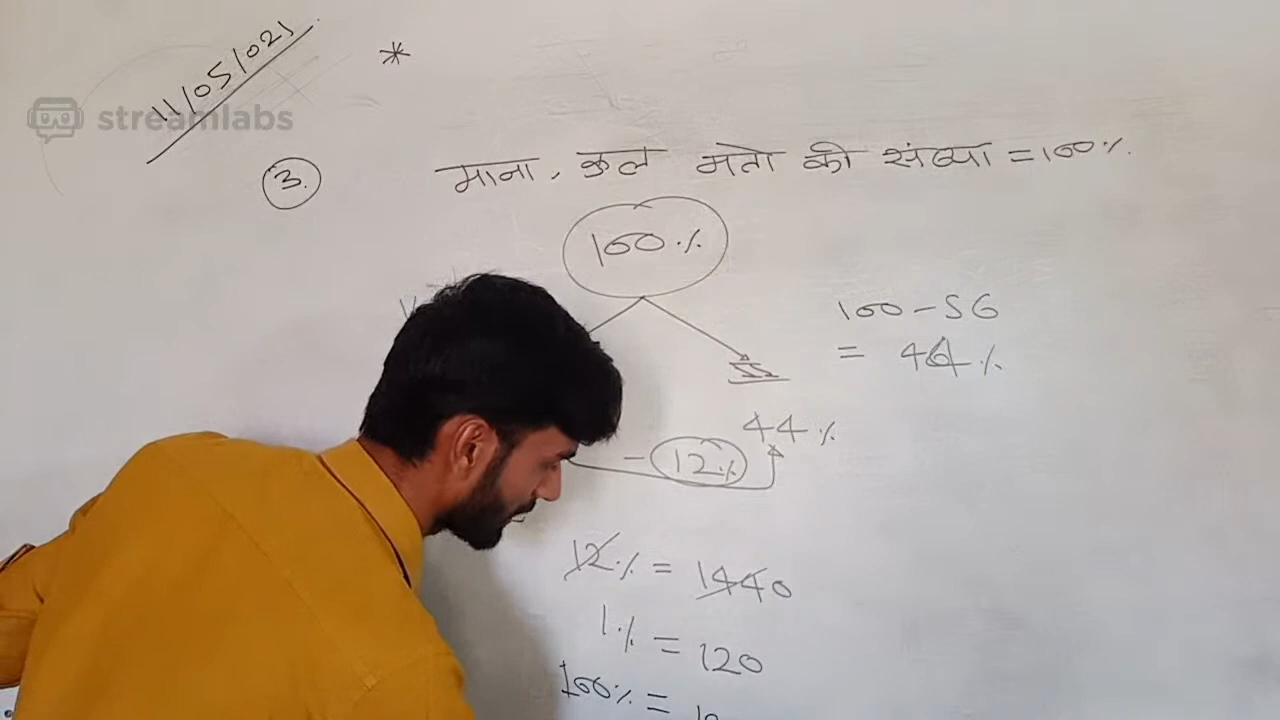 11/05/021
*
streamlabs
3. माना, कुल मतो की संख्या = 100%.
100%
100 - 56
= 44%
44%
- 12%
12% = 1440
1% = 120
100% =